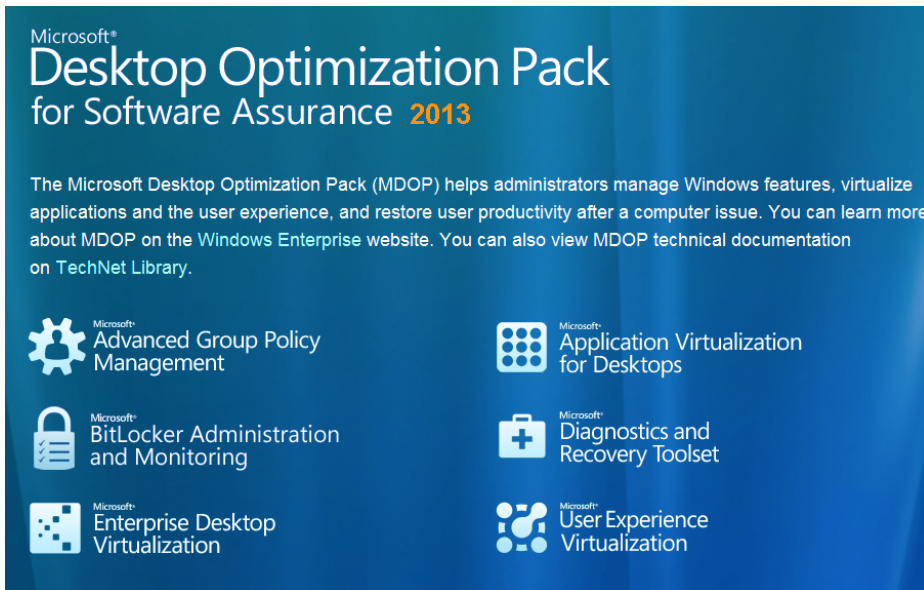 Microsoft®
Desktop Optimization Pack
for Software Assurance 2013
The Microsoft Desktop Optimization Pack (MDOP) helps administrators manage Windows features, virtualize
applications and the user experience, and restore user productivity after a computer issue. You can learn more
about MDOP on the Windows Enterprise website. You can also view MDOP technical documentation
on TechNet Library.
Microsoft®
Advanced Group Policy
Management
Microsoft®
Application Virtualization
for Desktops
Microsoft®
BitLocker Administration
and Monitoring
Microsoft®
Diagnostics and
Recovery Toolset
Microsoft®
Enterprise Desktop
Virtualization
Microsoft®
User Experience
Virtualization